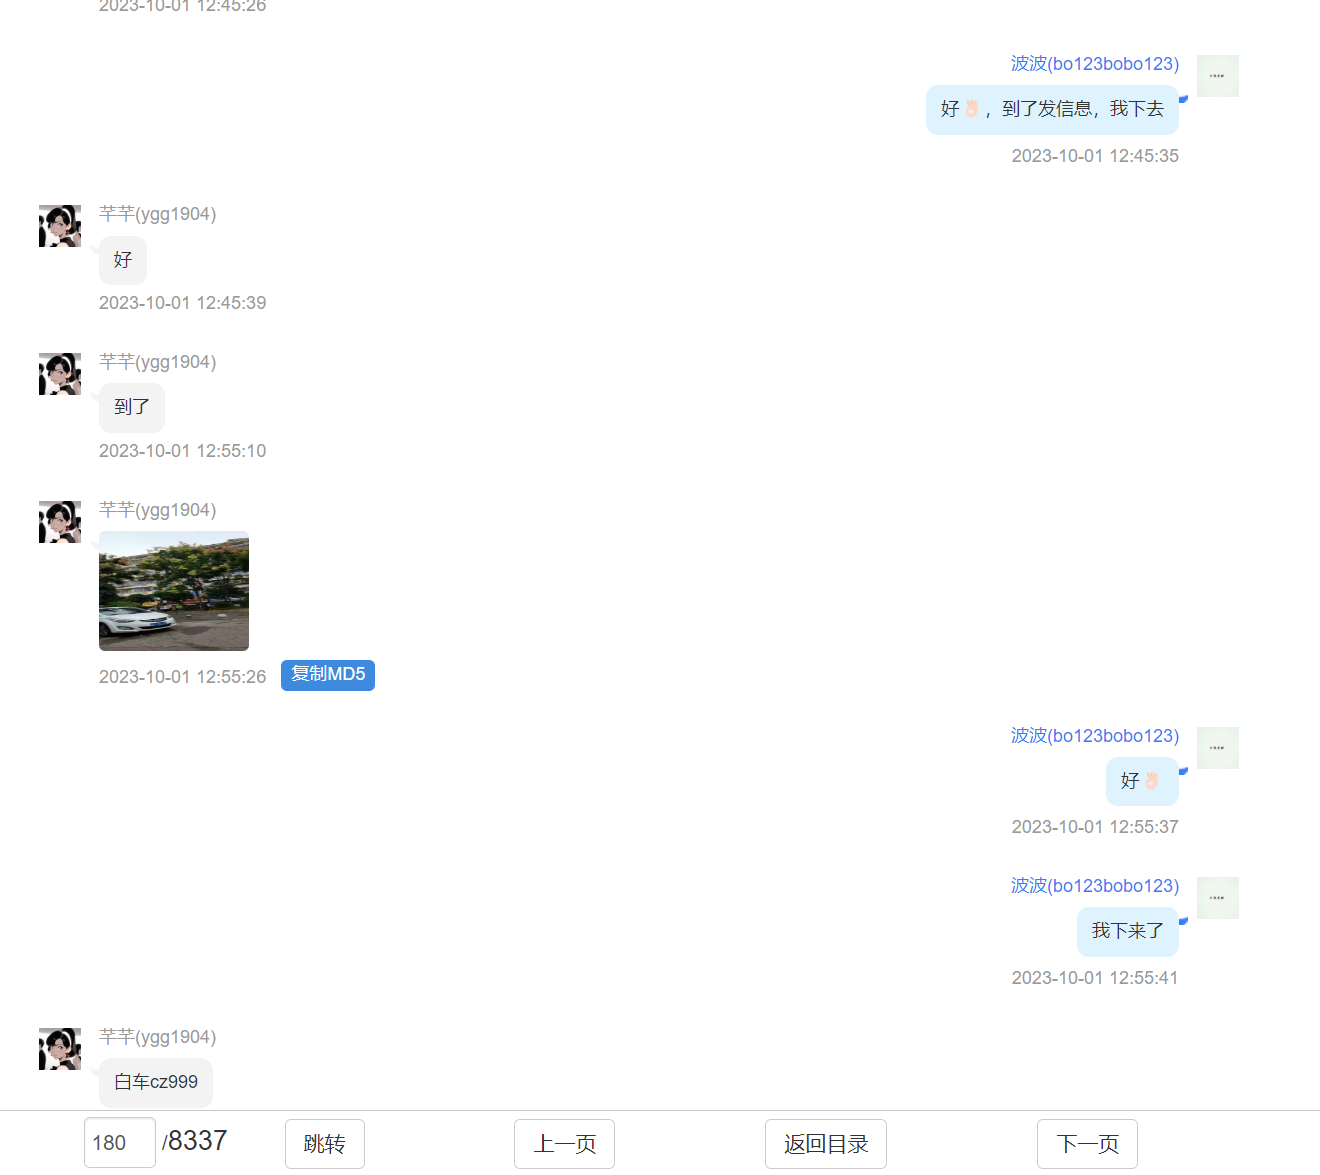 2023-10-01 12:45:26
波波(bo123bobo123)
好👌🏻，到了发信息，我下去
2023-10-01 12:45:35
芊芊(ygg1904)
好
2023-10-01 12:45:39
芊芊(ygg1904)
到了
2023-10-01 12:55:10
芊芊(ygg1904)
2023-10-01 12:55:26 复制MD5
波波(bo123bobo123)
好👌🏻
2023-10-01 12:55:37
波波(bo123bobo123)
我下来了
2023-10-01 12:55:41
芊芊(ygg1904)
白车cz999
180 /8337 跳转 上一页 返回目录 下一页